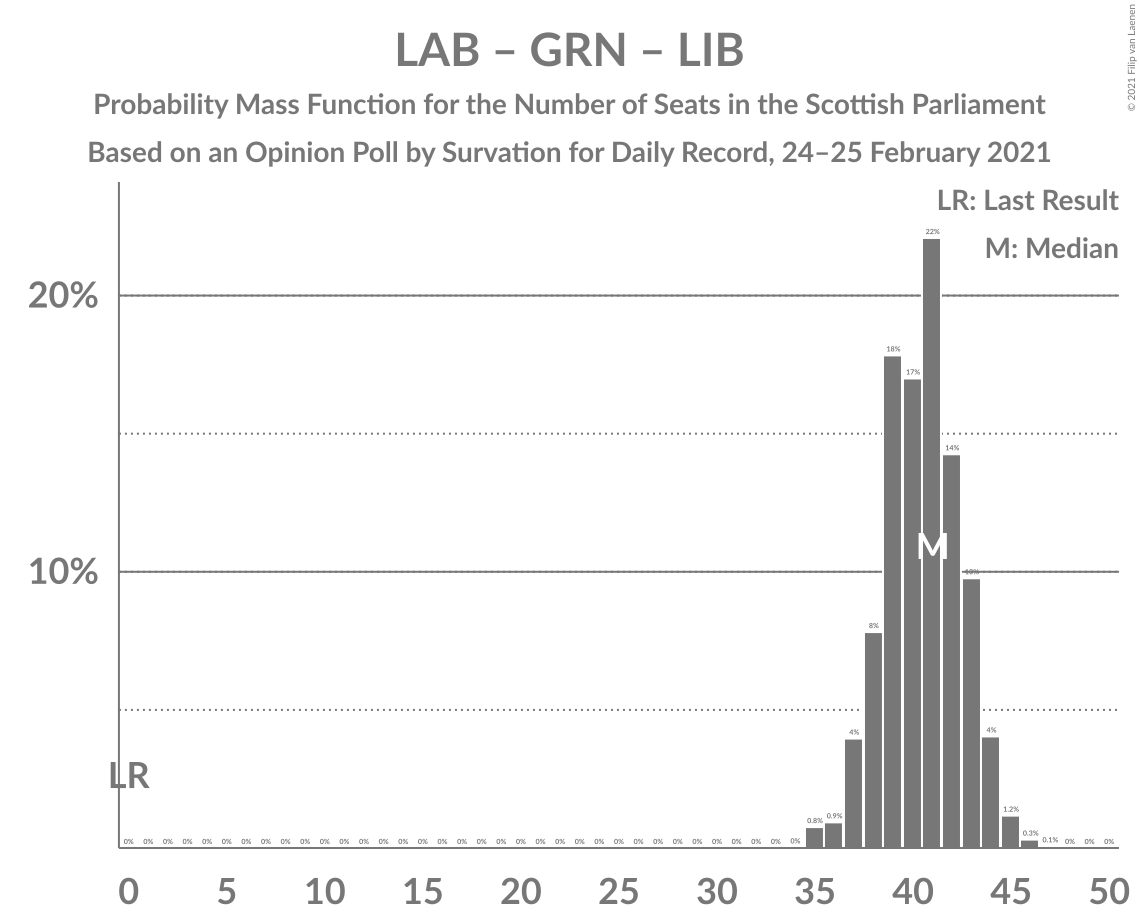 LAB – GRN – LIB
Probability Mass Function for the Number of Seats in the Scottish Parliament
Based on an Opinion Poll by Survation for Daily Record, 24–25 February 2021
© 2021 Filip van Laenen
LR: Last Result
M: Median
22%
20%
18%
17%
14%
M
10%
10%
8%
4%
4%
LR
1.2%
0.8% 0.9%
0.3%
0% 0% 0% 0% 0% 0% 0% 0% 0% 0% 0% 0% 0% 0% 0% 0% 0% 0% 0% 0% 0% 0% 0% 0% 0% 0% 0% 0% 0% 0% 0% 0% 0% 0% 0% 0.1% 0% 0% 0%
0 5 10 15 20 25 30 35 40 45 50